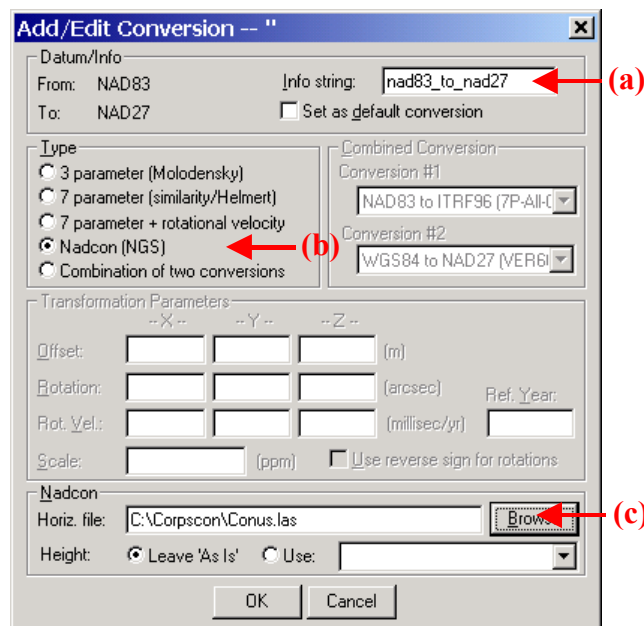 Add/Edit Conversion -- "
Datum/Info
From: NAD83
Info string: nad83_to_nad27
(a)
To: NAD27
Set as default conversion
Type
3 parameter (Molodensky)
7 parameter (similarity/Helmert)
7 parameter + rotational velocity
Nadcon (NGS)
(b)
Combination of two conversions
Combined Conversion
Conversion #1
NAD83 to ITRF96 (7P-All-(
Conversion #2
WGS84 to NAD27 (VER6(
Transformation Parameters
-- X -- -- Y -- -- Z --
Offset: (m)
Rotation: (arcsec) Ref. Year:
Rot. Vel.: (millisec/yr)
Scale: (ppm) Use reverse sign for rotations
Nadcon
Horiz. file: C:\Corpscon\Conus.las Brows
(c)
Height: Leave 'As Is' Use:
OK Cancel